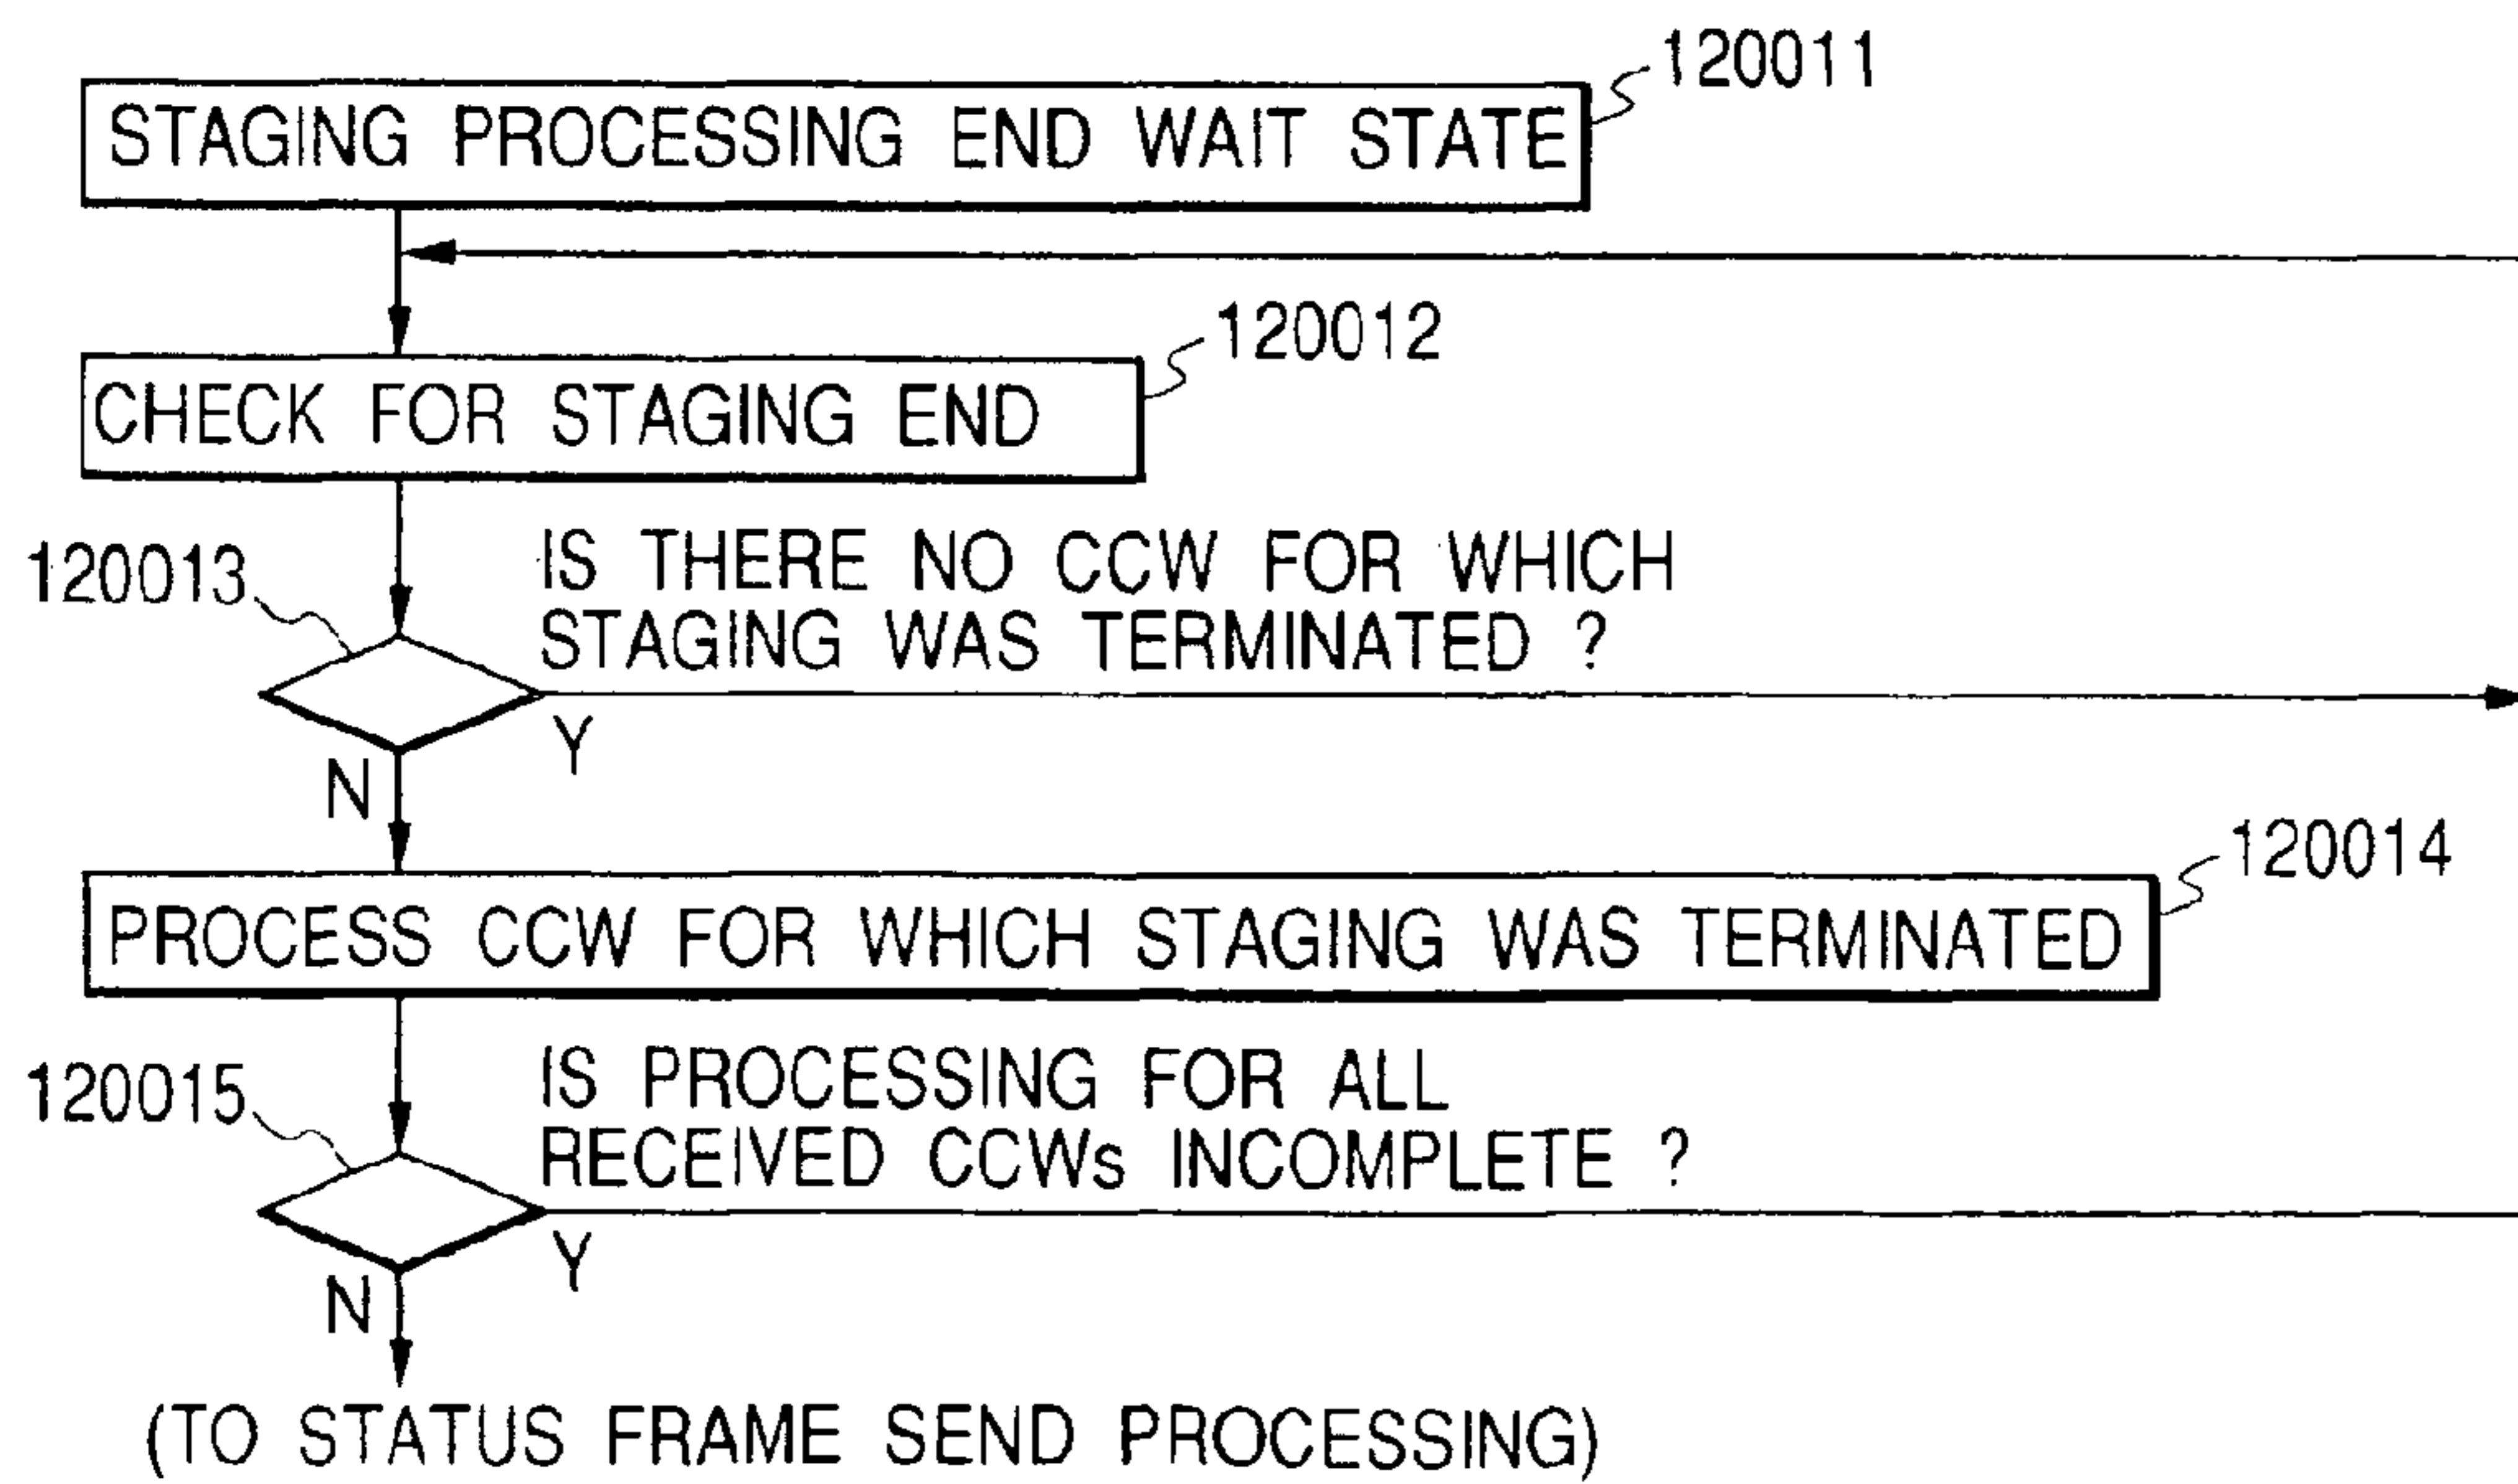 120011
STAGING PROCESSING END WAIT STATE
120012
CHECK FOR STAGING END
120013
IS THERE NO CCW FOR WHICH
STAGING WAS TERMINATED ?
Y
N
120014
PROCESS CCW FOR WHICH STAGING WAS TERMINATED
120015
IS PROCESSING FOR ALL
RECEIVED CCWs INCOMPLETE ?
Y
N
(TO STATUS FRAME SEND PROCESSING)